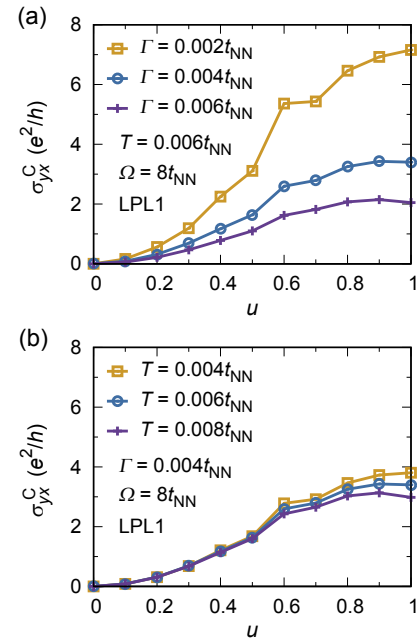 (a)
8
Γ = 0.002tNN
6
Γ = 0.004tNN
Γ = 0.006tNN
σyxC (e2/h)
4
T = 0.006tNN
Ω = 8tNN
2
LPL1
0
0 0.2 0.4 0.6 0.8 1
u
(b)
8
T = 0.004tNN
6
T = 0.006tNN
T = 0.008tNN
σyxC (e2/h)
4
Γ = 0.004tNN
Ω = 8tNN
2
LPL1
0
0 0.2 0.4 0.6 0.8 1
u